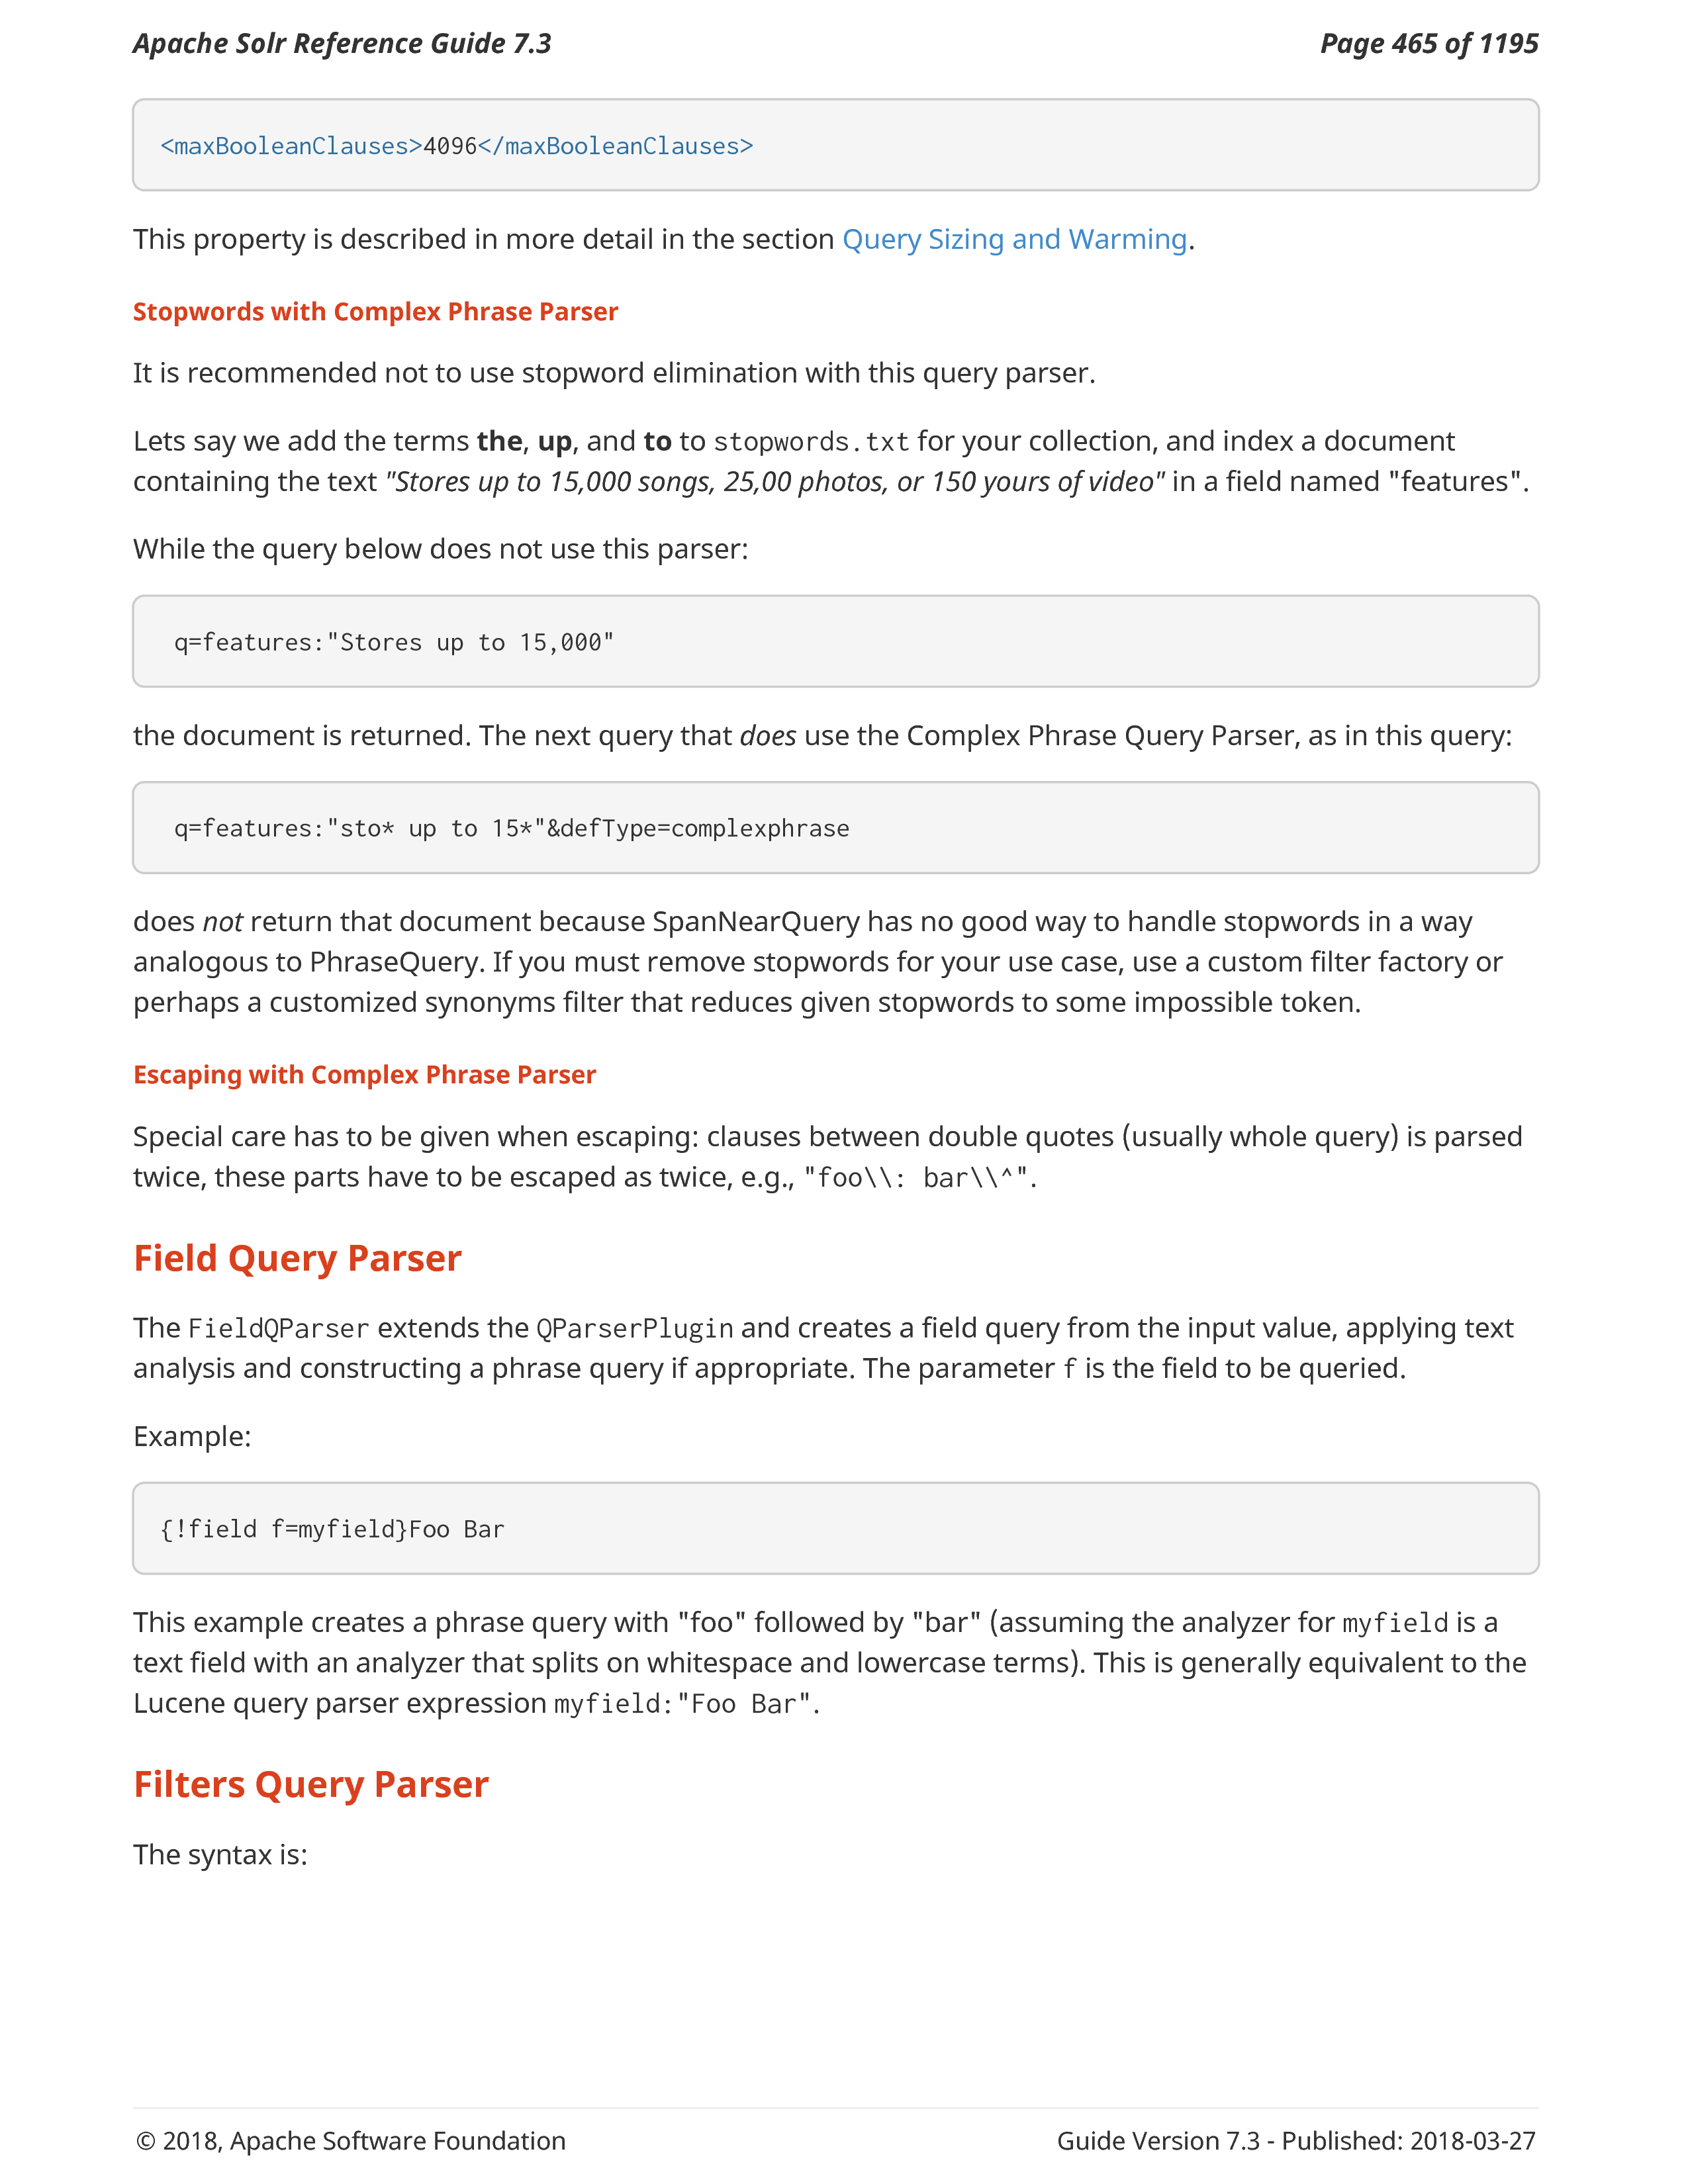 Apache Solr Reference Guide 7.3
Page 465 of 1195
<maxBooleanClauses>4096</maxBooleanClauses>
This property is described in more detail in the section Query Sizing and Warming.
Stopwords with Complex Phrase Parser
It is recommended not to use stopword elimination with this query parser.
Lets say we add the terms the, up, and to to stopwords.txt for your collection, and index a document
containing the text "Stores up to 15,000 songs, 25,00 photos, or 150 yours of video" in a field named "features".
While the query below does not use this parser:
q=features:"Stores up to 15,000"
the document is returned. The next query that does use the Complex Phrase Query Parser, as in this query:
q=features:"sto* up to 15*"&defType=complexphrase
does not return that document because SpanNearQuery has no good way to handle stopwords in a way
analogous to PhraseQuery. If you must remove stopwords for your use case, use a custom filter factory or
perhaps a customized synonyms filter that reduces given stopwords to some impossible token.
Escaping with Complex Phrase Parser
Special care has to be given when escaping: clauses between double quotes (usually whole query) is parsed
twice, these parts have to be escaped as twice, e.g., "foo\\: bar\\^".
Field Query Parser
The FieldQParser extends the QParserPlugin and creates a field query from the input value, applying text
analysis and constructing a phrase query if appropriate. The parameter f is the field to be queried.
Example:
{!field f=myfield}Foo Bar
This example creates a phrase query with "foo" followed by "bar" (assuming the analyzer for myfield is a
text field with an analyzer that splits on whitespace and lowercase terms). This is generally equivalent to the
Lucene query parser expression myfield:"Foo Bar".
Filters Query Parser
The syntax is:
© 2018, Apache Software Foundation
Guide Version 7.3 - Published: 2018-03-27